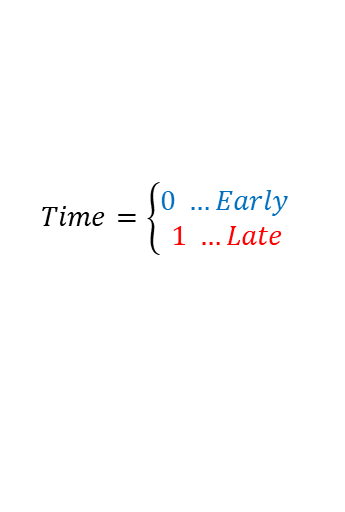 Time = {0 ... Early
1 ... Late